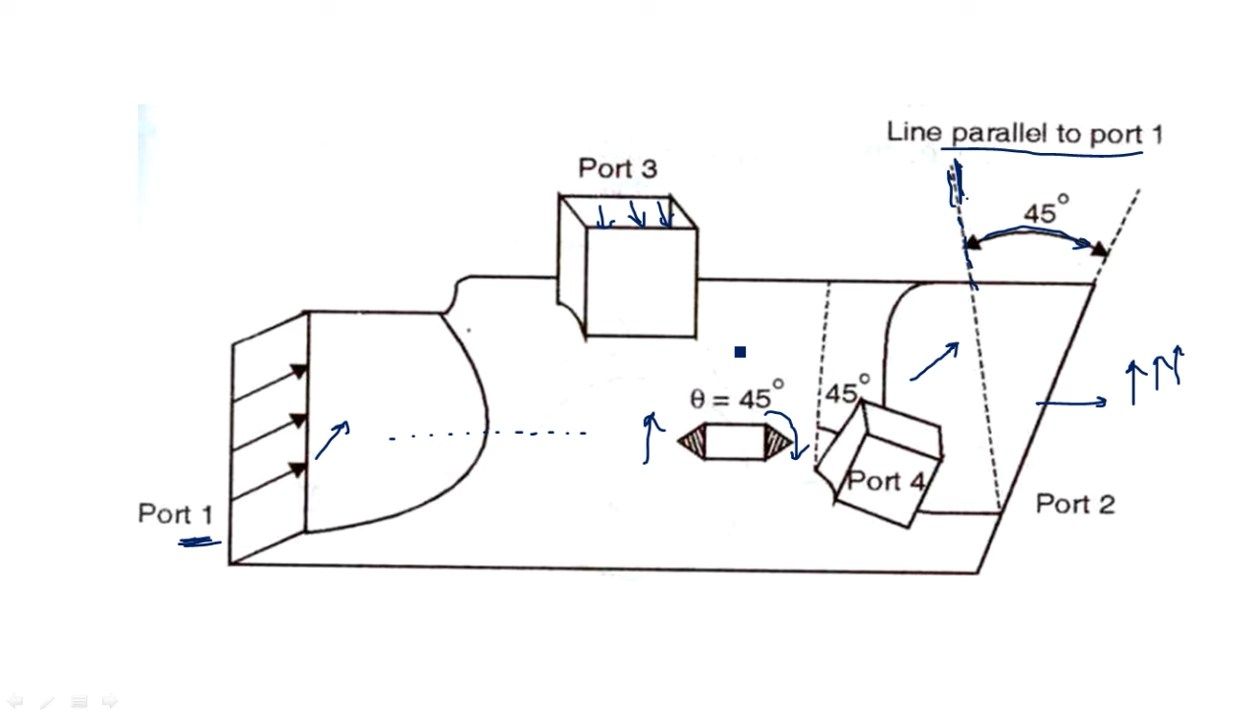 Line parallel to port 1
Port 3
45°
θ = 45°
45°
Port 4
Port 1
Port 2